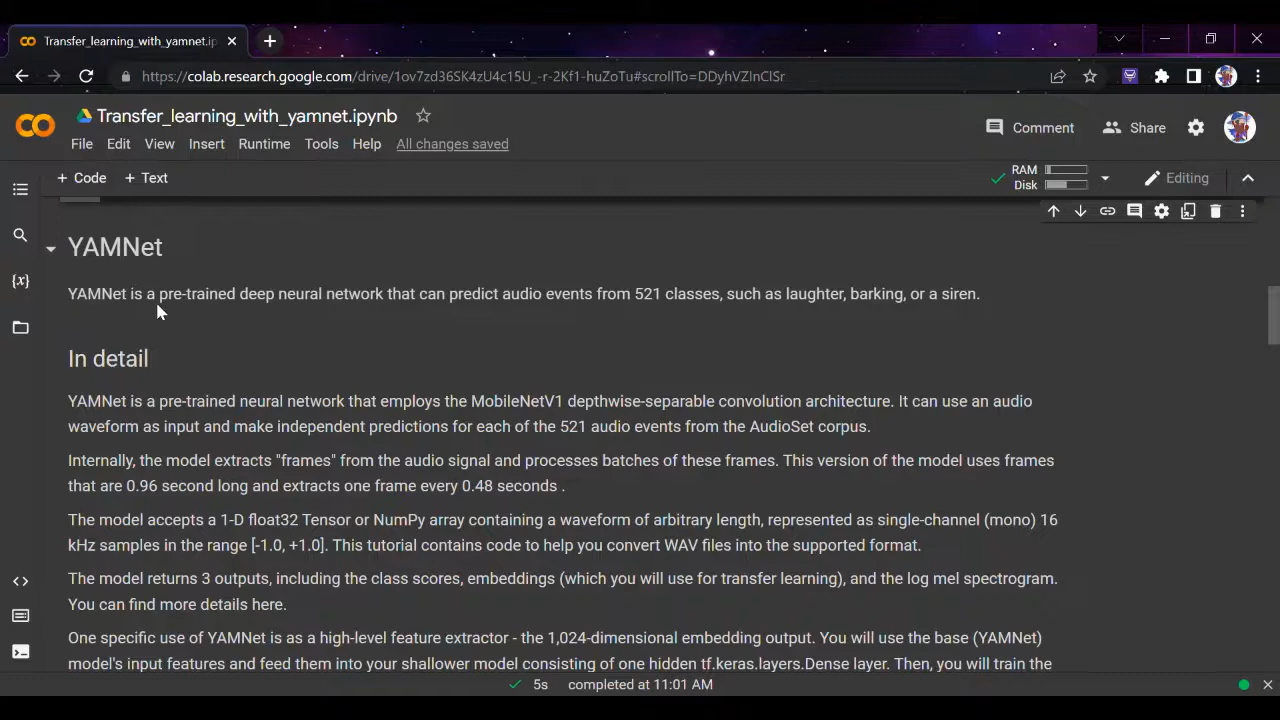 Transfer_learning_with_yamnet.ip
https://colab.research.google.com/drive/1ov7zd36SK4zU4c15U_-r-2Kf1-huZoTu#scrollTo=DDyhVZInCISr
Transfer_learning_with_yamnet.ipynb
Comment
Share
File Edit View Insert Runtime Tools Help All changes saved
+ Code + Text
RAM
Disk
Editing
YAMNet
YAMNet is a pre-trained deep neural network that can predict audio events from 521 classes, such as laughter, barking, or a siren.
{x}
In detail
YAMNet is a pre-trained neural network that employs the MobileNetV1 depthwise-separable convolution architecture. It can use an audio
waveform as input and make independent predictions for each of the 521 audio events from the AudioSet corpus.
Internally, the model extracts "frames" from the audio signal and processes batches of these frames. This version of the model uses frames
that are 0.96 second long and extracts one frame every 0.48 seconds .
The model accepts a 1-D float32 Tensor or NumPy array containing a waveform of arbitrary length, represented as single-channel (mono) 16
kHz samples in the range [-1.0, +1.0]. This tutorial contains code to help you convert WAV files into the supported format.
The model returns 3 outputs, including the class scores, embeddings (which you will use for transfer learning), and the log mel spectrogram.
You can find more details here.
One specific use of YAMNet is as a high-level feature extractor - the 1,024-dimensional embedding output. You will use the base (YAMNet)
model's input features and feed them into your shallower model consisting of one hidden tf.keras.layers.Dense layer. Then, you will train the
5s completed at 11:01 AM